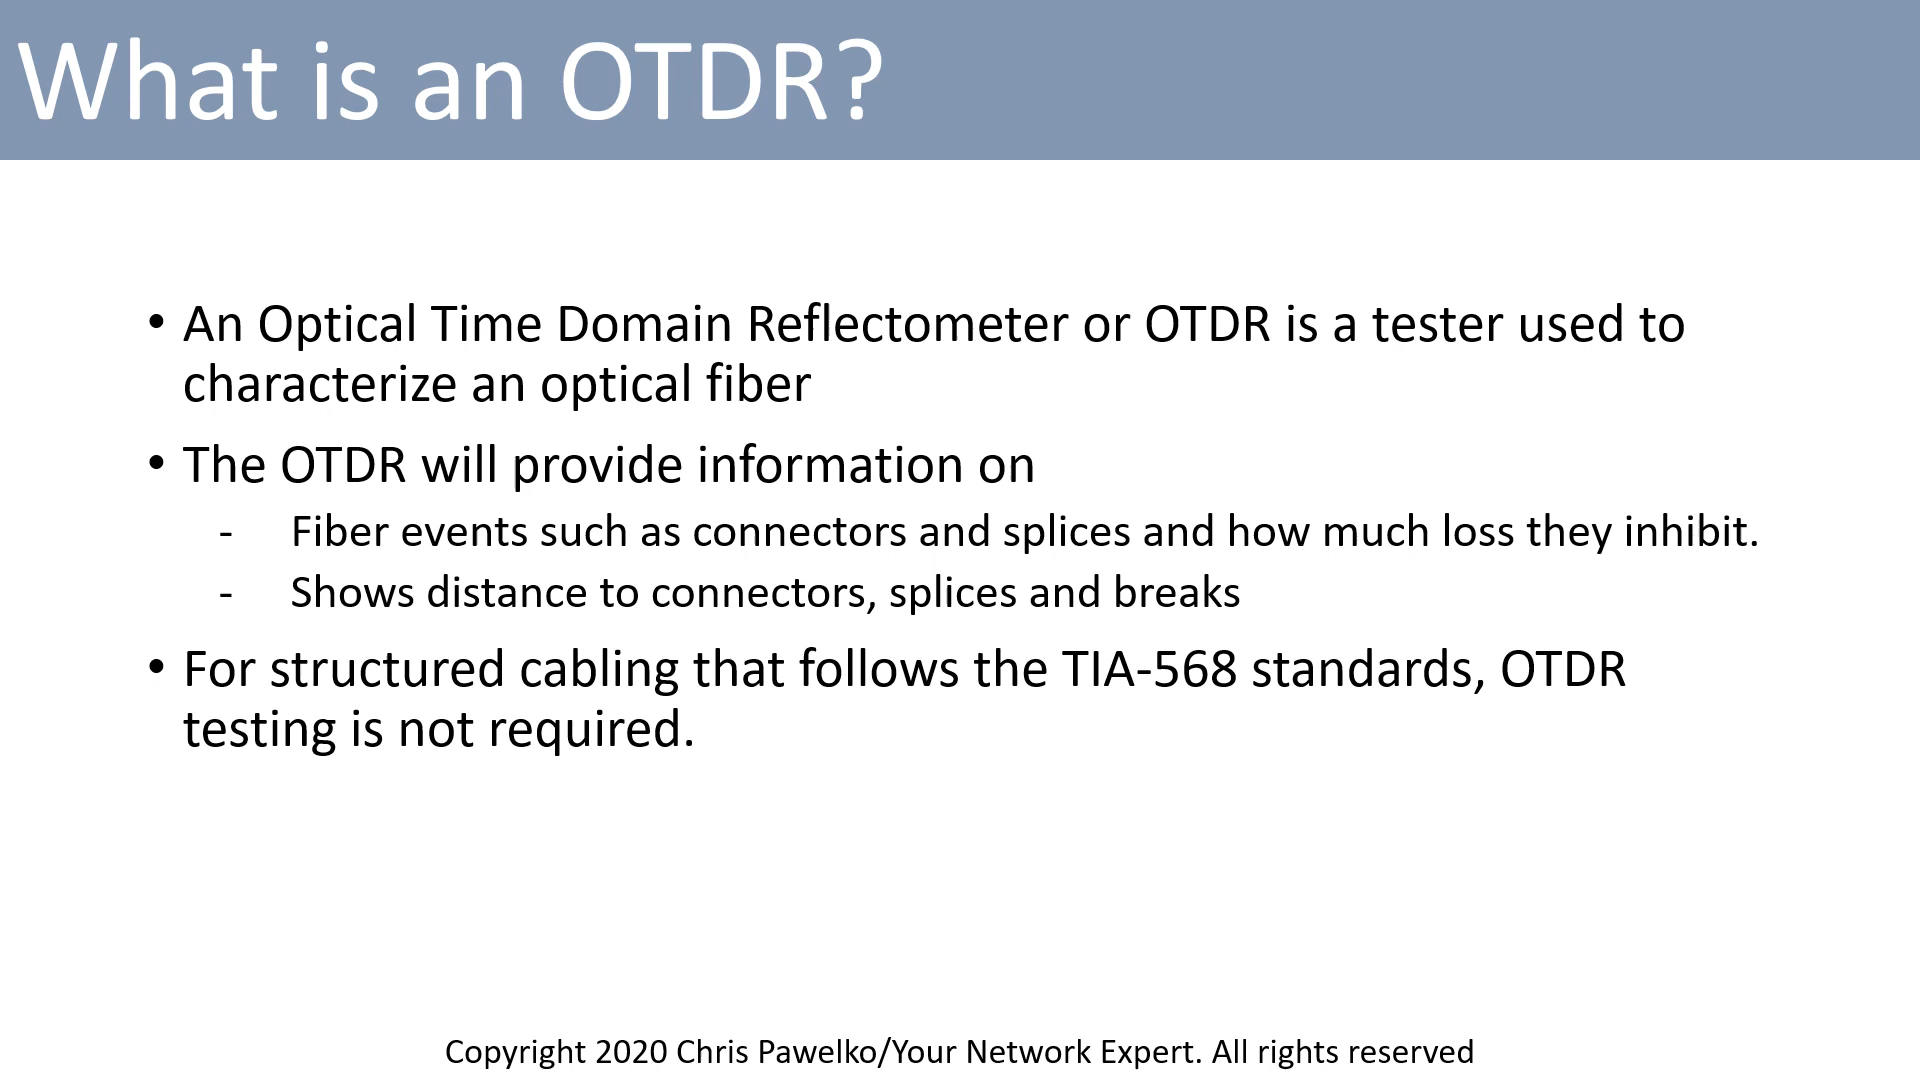 What is an OTDR?
• An Optical Time Domain Reflectometer or OTDR is a tester used to
characterize an optical fiber
• The OTDR will provide information on
- Fiber events such as connectors and splices and how much loss they inhibit.
- Shows distance to connectors, splices and breaks
• For structured cabling that follows the TIA-568 standards, OTDR
testing is not required.
Copyright 2020 Chris Pawelko/Your Network Expert. All rights reserved